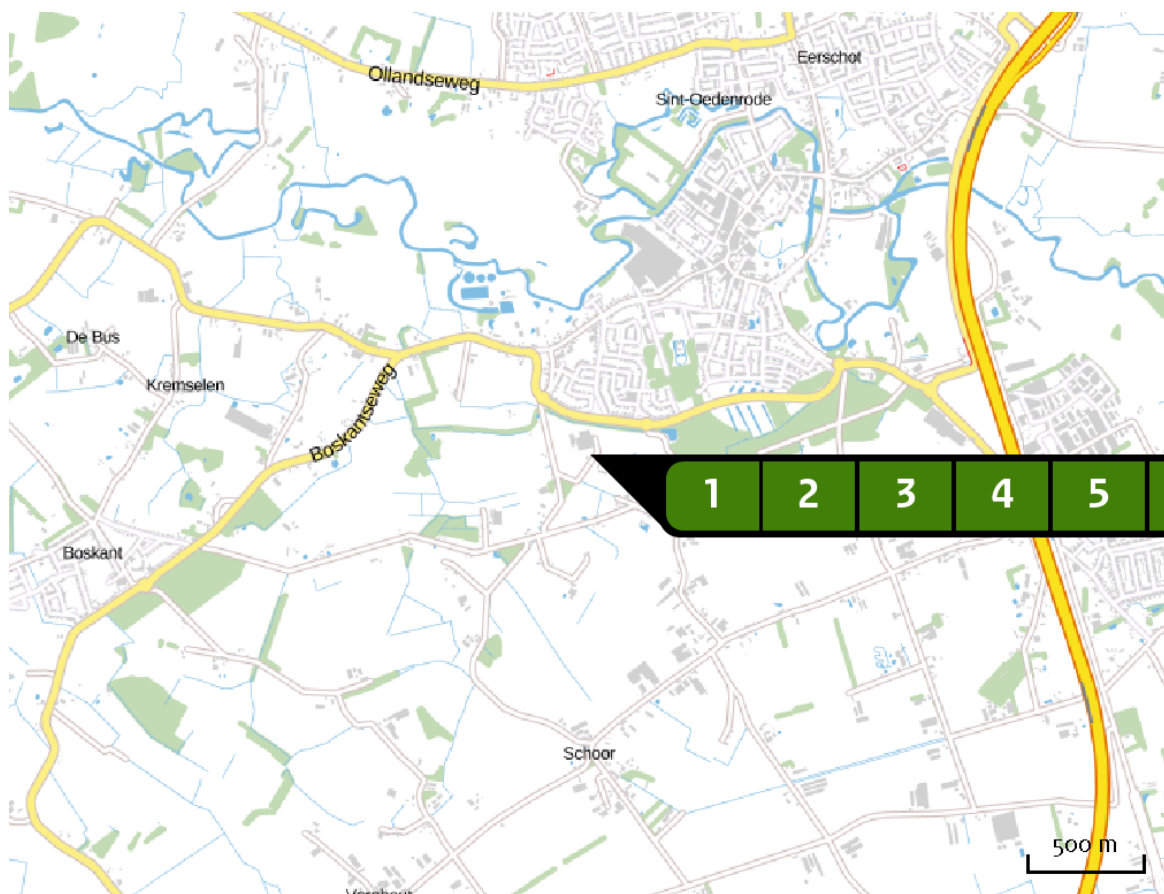 Eerschot
Ollandseweg
Sint-Oedenrode
De Bus
Kremselen
Boskantseweg
1 2 3 4 5
Boskant
Schoor
500 m